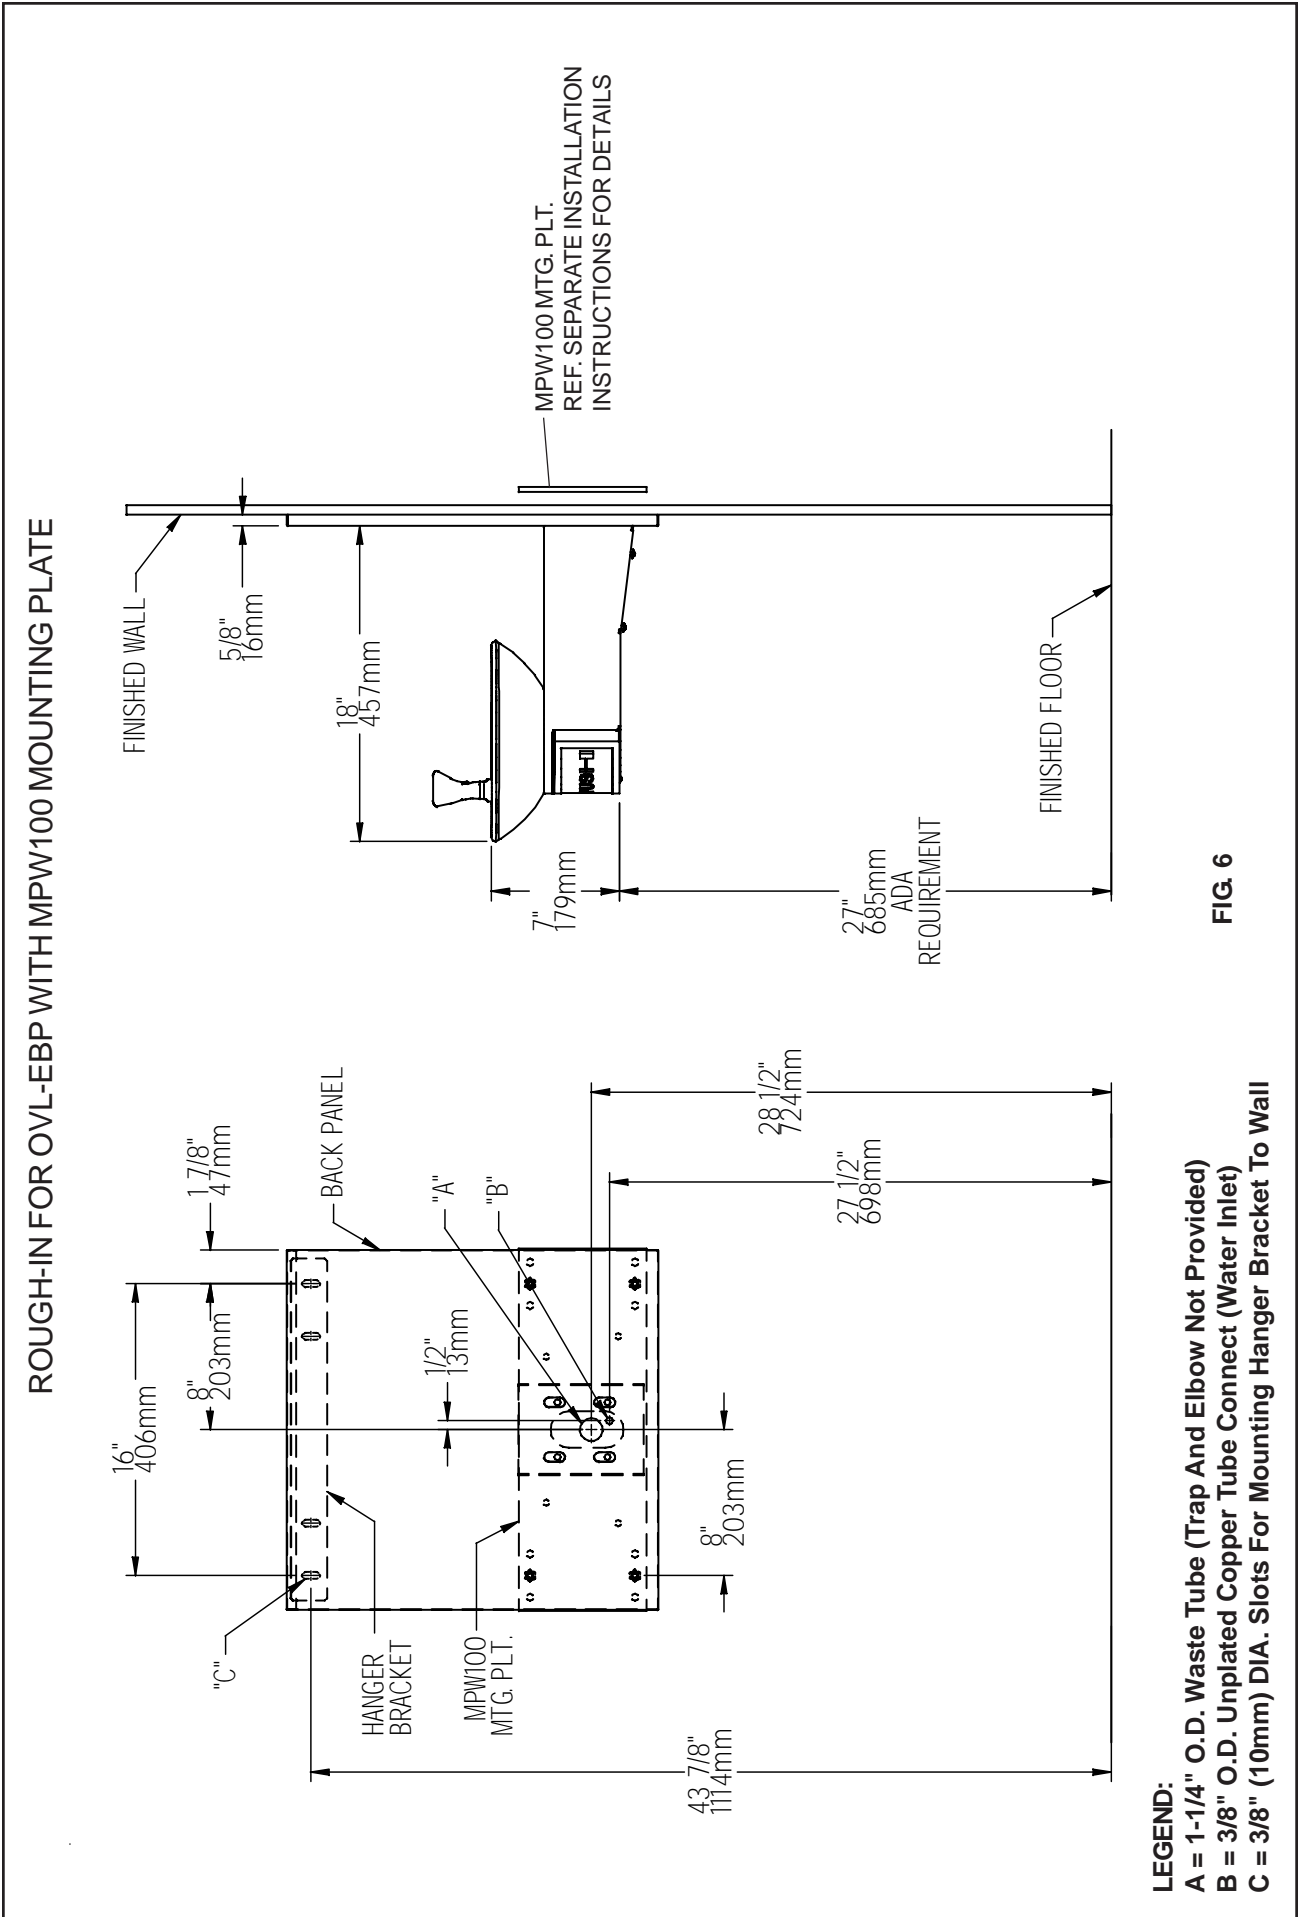 ROUGH-IN FOR OVL-EBP WITH MPW100 MOUNTING PLATE
16"
406mm
8"
203mm
1 7/8"
47mm
"C"
HANGER
BRACKET
MPW100
MTG. PLT.
1/2"
13mm
BACK PANEL
"A"
"B"
8"
203mm
43 7/8"
1114mm
27 1/2"
698mm
28 1/2"
724mm
FINISHED WALL
5/8"
16mm
18"
457mm
7"
179mm
27"
685mm
ADA
REQUIREMENT
MPW100 MTG. PLT.
REF. SEPARATE INSTALLATION
INSTRUCTIONS FOR DETAILS
FINISHED FLOOR
LEGEND:
A = 1-1/4" O.D. Waste Tube (Trap And Elbow Not Provided)
B = 3/8" O.D. Unplated Copper Tube Connect (Water Inlet)
C = 3/8" (10mm) DIA. Slots For Mounting Hanger Bracket To Wall
FIG. 6